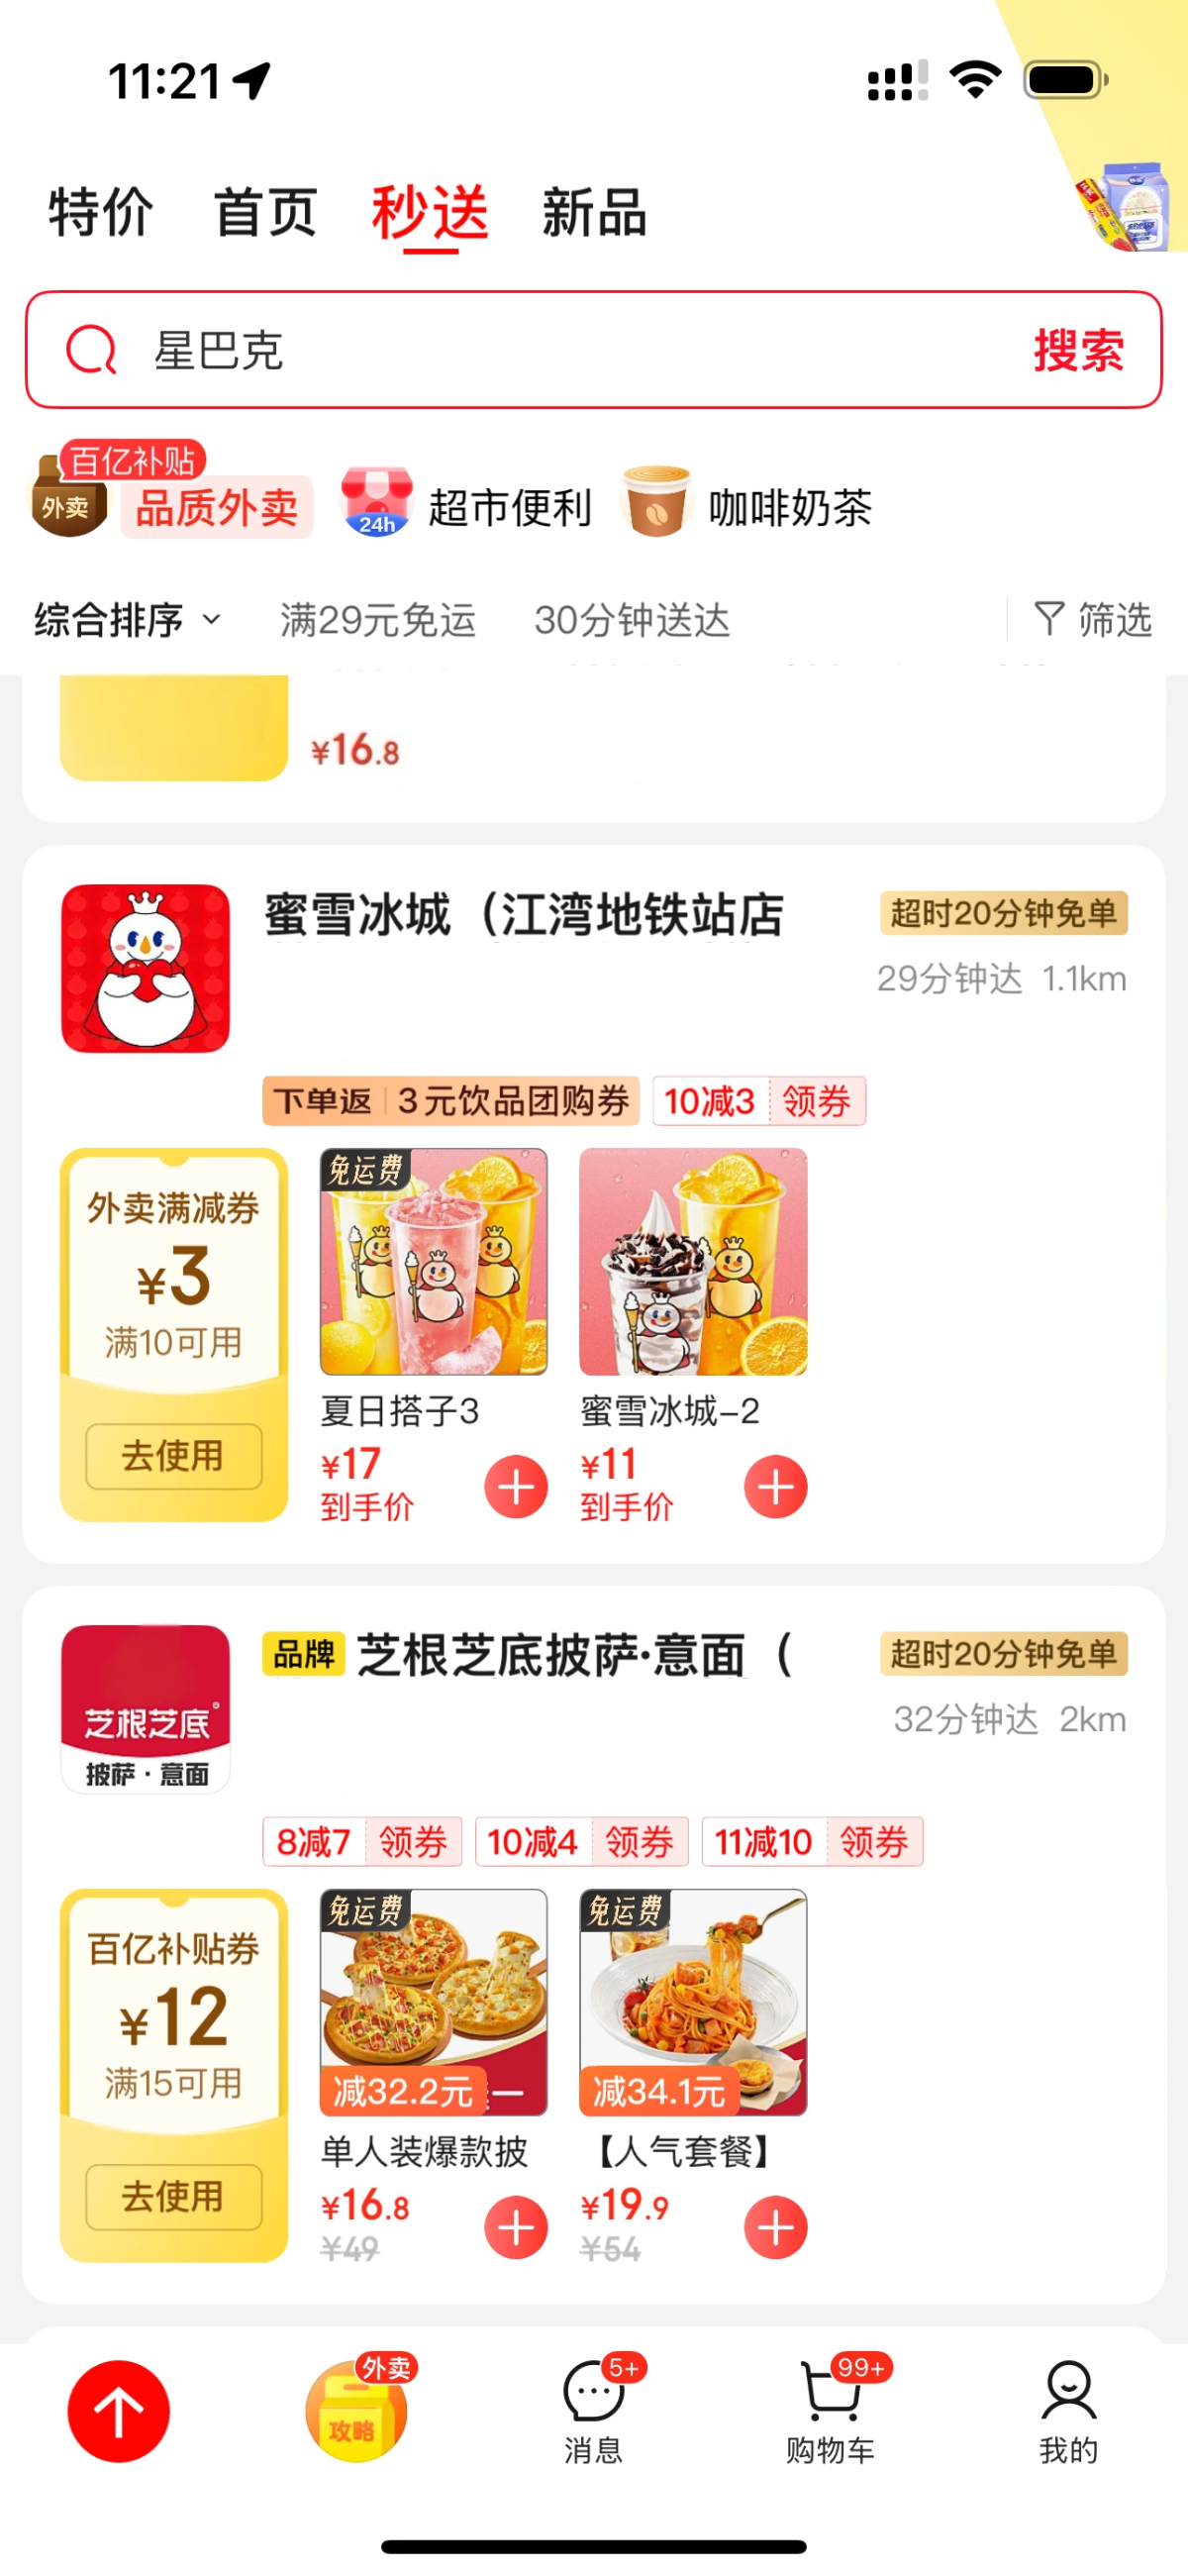 11:21
特价 首页 秒送 新品
星巴克 搜索
百亿补贴
外卖 品质外卖 24h 超市便利 咖啡奶茶
综合排序 满29元免运 30分钟送达 筛选
¥16.8
蜜雪冰城（江湾地铁站店 超时20分钟免单
29分钟达 1.1km
下单返 3元饮品团购券 10减3 领券
外卖满减券
¥3
满10可用
去使用
免运费
夏日搭子3
¥17
到手价
蜜雪冰城-2
¥11
到手价
芝根芝底
披萨·意面
品牌 芝根芝底披萨·意面（ 超时20分钟免单
32分钟达 2km
8减7 领券 10减4 领券 11减10 领券
百亿补贴券
¥12
满15可用
去使用
免运费
减32.2元
单人装爆款披
¥16.8
¥49
免运费
减34.1元
【人气套餐】
¥19.9
¥54
外卖 5+ 99+
攻略
消息 购物车 我的